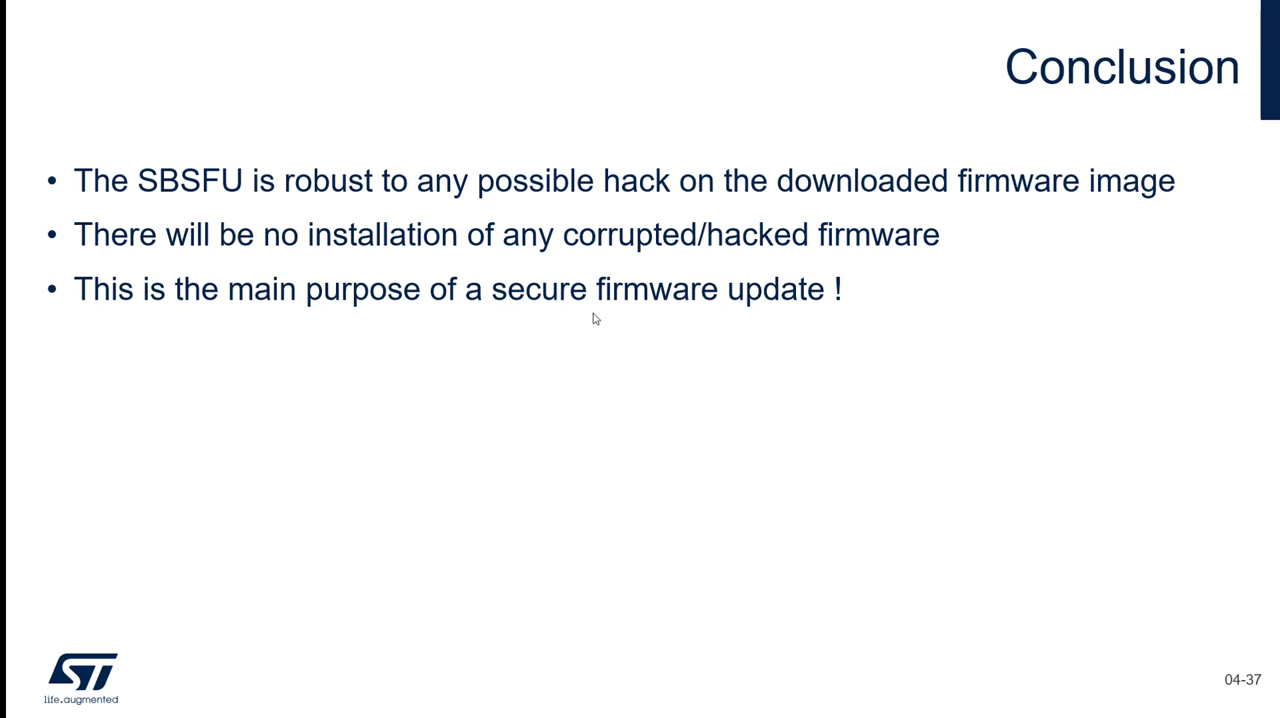 Conclusion
• The SBSFU is robust to any possible hack on the downloaded firmware image
• There will be no installation of any corrupted/hacked firmware
• This is the main purpose of a secure firmware update !
ST
life.augmented
04-37